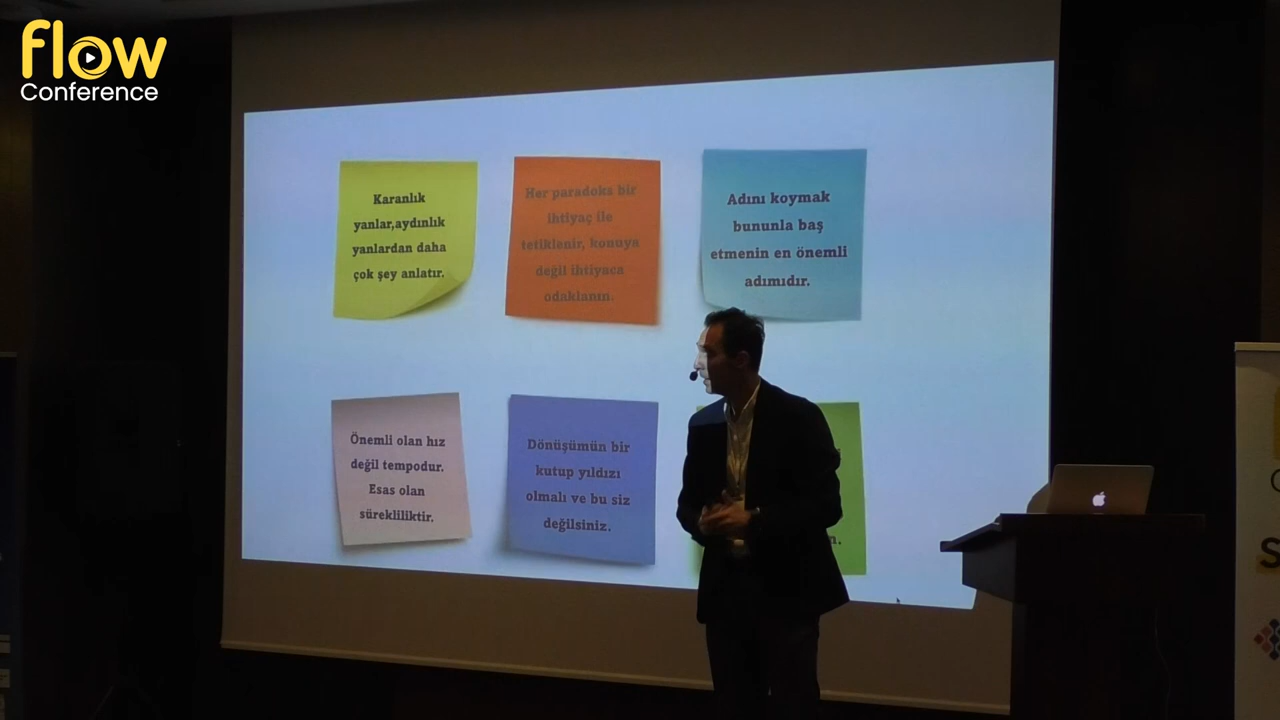 flow
Conference
Karanlık
yanlar,aydınlık
yanlardan daha
çok şey anlatır.
Her paradoks bir
ihtiyaç ile
tetiklenir, konuya
değil ihtiyaca
odaklanın.
Adını koymak
bununla baş
etmenin en önemli
adımıdır.
Önemli olan hız
değil tempodur.
Esas olan
sürekliliktir.
Dönüşümün bir
kutup yıldızı
olmalı ve bu siz
değilsiniz.